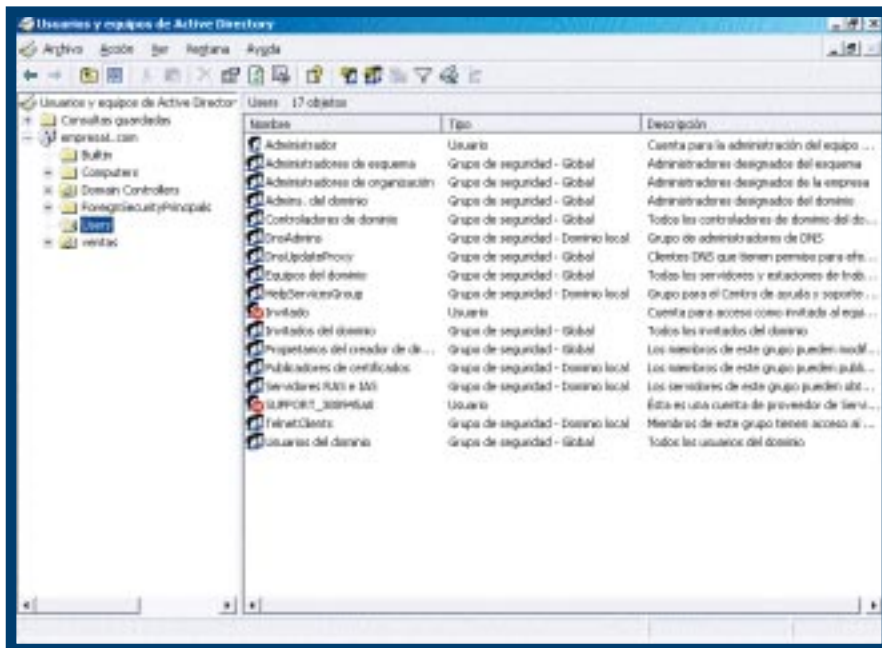 Usuarios y equipos de Active Directory
Archivo Acción Ver Ventana Ayuda
Usuarios y equipos de Active Director
Consultas guardadas
Builtin
Computers
Domain Controllers
ForeignSecurityPrincipals
Users
ventas
Users 17 objetos
Nombre Tipo Descripción
Administrador Usuario Cuenta para la administración del equipo ...
Administradores de esquema Grupo de seguridad - Global Administradores designados del esquema
Administradores de organización Grupo de seguridad - Global Administradores designados de la empresa
Admins. del dominio Grupo de seguridad - Global Administradores designados del dominio
Controladores de dominio Grupo de seguridad - Global Todos los controladores de dominio del do...
DnsAdmins Grupo de seguridad - Dominio local Grupo de administradores de DNS
DnsUpdateProxy Grupo de seguridad - Global Clientes DNS que tienen permiso para efe...
Equipos del dominio Grupo de seguridad - Global Todas los servidores y estaciones de trab...
HelpServicesGroup Grupo de seguridad - Dominio local Grupo para el Centro de ayuda y soporte ...
Invitado Usuario Cuenta para acceso como invitado al equi...
Invitados del dominio Grupo de seguridad - Global Todos los invitados del dominio
Propietarios del creador de di... Grupo de seguridad - Global Los miembros de este grupo pueden modif...
Publicadores de certificados Grupo de seguridad - Dominio local Los miembros de este grupo pueden publi...
Servidores RAS e IAS Grupo de seguridad - Dominio local Los servidores de este grupo pueden obt...
SUPPORT_388945a0 Usuario Ésta es una cuenta de proveedor de Servi...
TelnetClients Grupo de seguridad - Dominio local Miembros de este grupo tienen acceso al ...
Usuarios del dominio Grupo de seguridad - Global Todos los usuarios del dominio